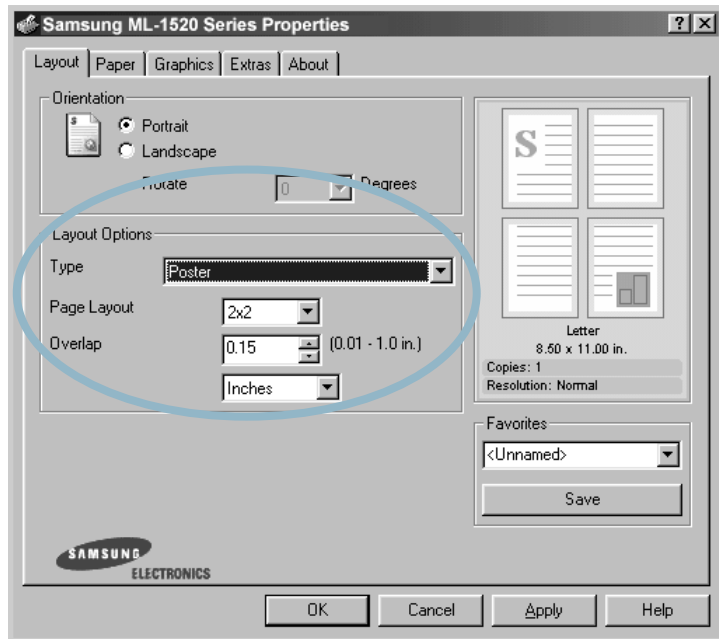 Samsung ML-1520 Series Properties
Layout
Paper
Graphics
Extras
About
Orientation
Portrait
Landscape
Rotate
0
Degrees
Layout Options
Type
Poster
Page Layout
2x2
Overlap
0.15
(0.01 - 1.0 in.)
Inches
S
S
Letter
8.50 x 11.00 in.
Copies: 1
Resolution: Normal
Favorites
<Unnamed>
Save
SAMSUNG
ELECTRONICS
OK
Cancel
Apply
Help